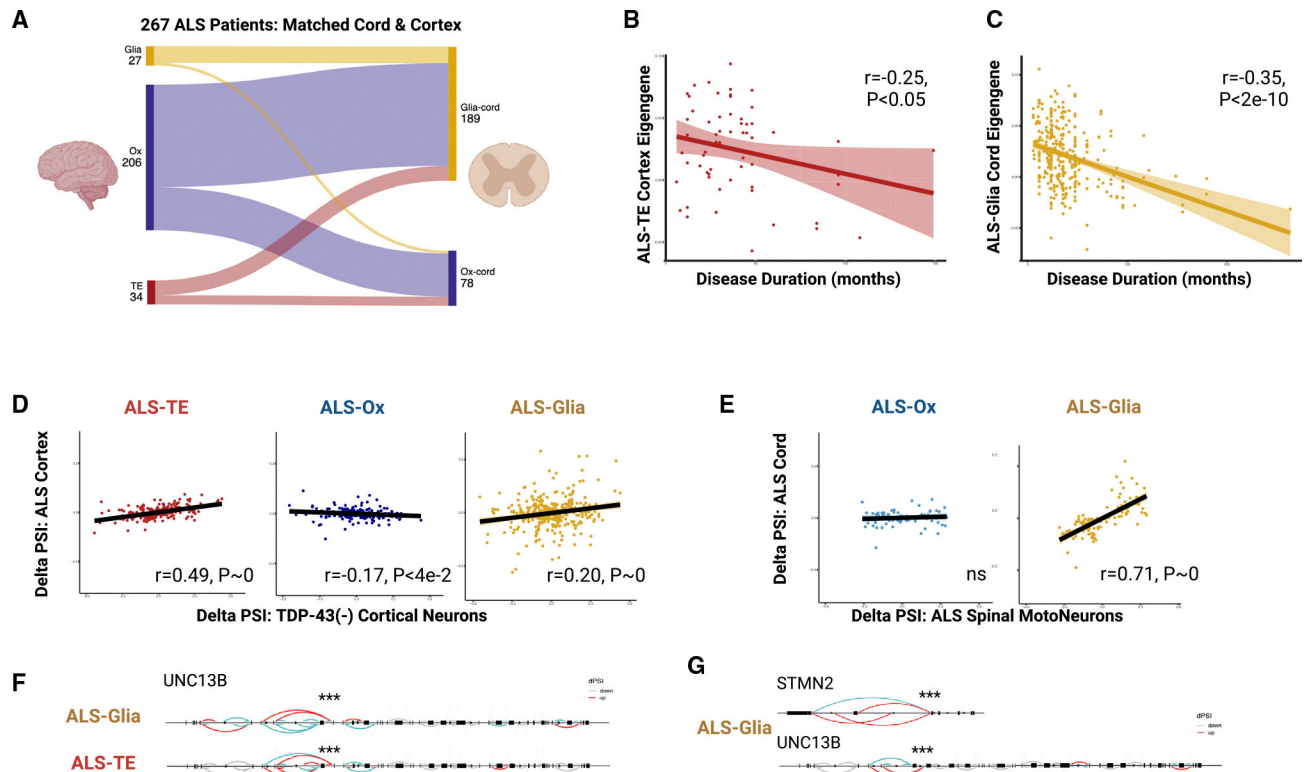 A
267 ALS Patients: Matched Cord & Cortex
Glia
27
Ox
206
TE
34
Glia-cord
189
Ox-cord
78
B
ALS-TE Cortex Eigengene
r=-0.25,
P<0.05
Disease Duration (months)
C
ALS-Glia Cord Eigengene
r=-0.35,
P<2e-10
Disease Duration (months)
D
ALS-TE
ALS-Ox
ALS-Glia
Delta PSI: ALS Cortex
r=0.49, P~0
r=-0.17, P<4e-2
r=0.20, P~0
Delta PSI: TDP-43(-) Cortical Neurons
E
ALS-Ox
ALS-Glia
Delta PSI: ALS Cord
ns
r=0.71, P~0
Delta PSI: ALS Spinal MotoNeurons
F
UNC13B
***
dPSI
down
up
ALS-Glia
***
ALS-TE
G
STMN2
***
ALS-Glia
dPSI
down
up
UNC13B
***